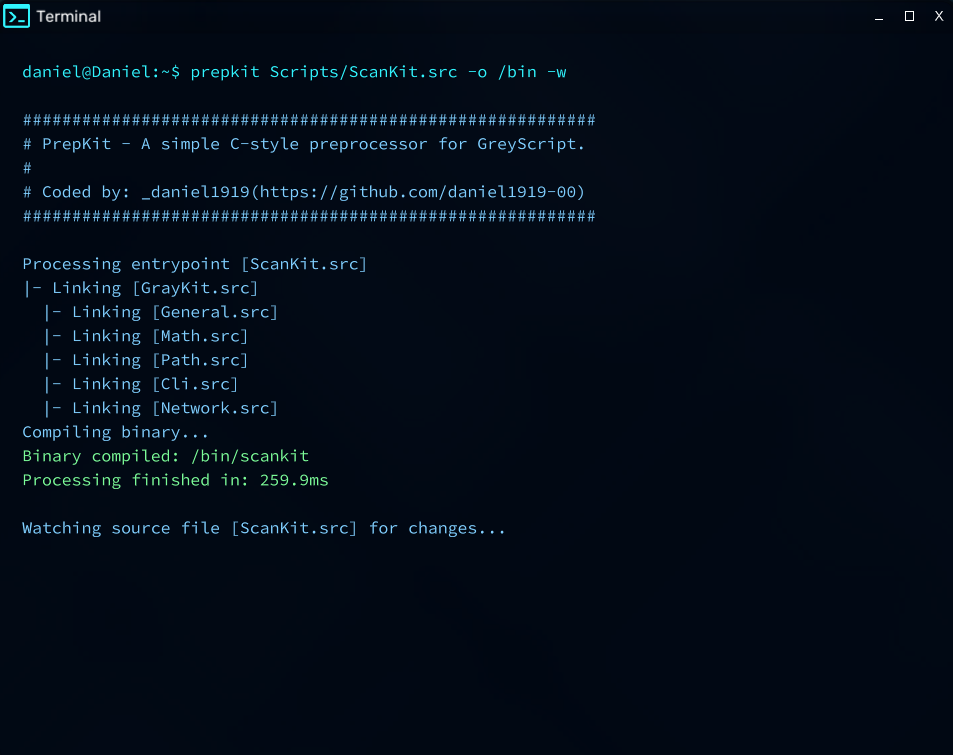 Terminal
daniel@Daniel:~$ prepkit Scripts/ScanKit.src -o /bin -w
##########################################################
# PrepKit - A simple C-style preprocessor for GreyScript.
#
# Coded by: _daniel1919(https://github.com/daniel1919-00)
##########################################################
Processing entrypoint [ScanKit.src]
|- Linking [GrayKit.src]
  |- Linking [General.src]
  |- Linking [Math.src]
  |- Linking [Path.src]
  |- Linking [Cli.src]
  |- Linking [Network.src]
Compiling binary...
Binary compiled: /bin/scankit
Processing finished in: 259.9ms
Watching source file [ScanKit.src] for changes...